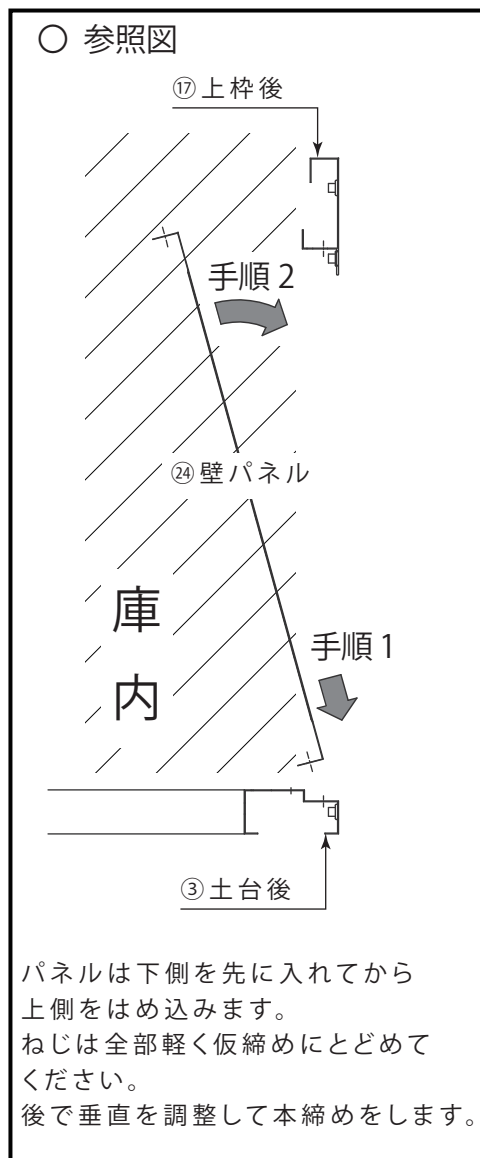 ○ 参照図
⑰上枠後
手順2
㉔壁パネル
庫
内
手順1
③土台後
パネルは下側を先に入れてから
上側をはめ込みます。
ねじは全部軽く仮締めにとどめて
ください。
後で垂直を調整して本締めをします。